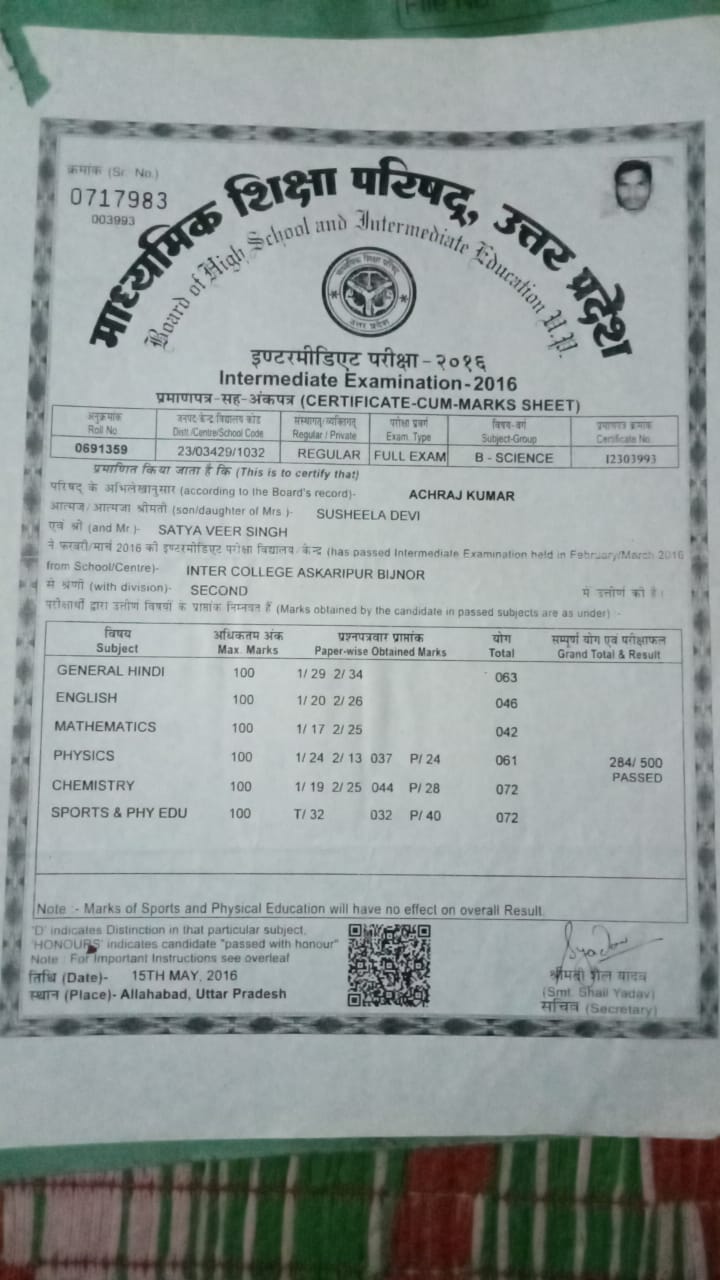 File No
क्रमांक (Sr. No.)
0717983
003993
माध्यमिक शिक्षा परिषद्, उत्तर प्रदेश
Board of High School and Intermediate Education U.P.
माध्यमिक शिक्षा परिषद्
उत्तर प्रदेश
इण्टरमीडिएट परीक्षा - २०१६
Intermediate Examination - 2016
प्रमाणपत्र-सह-अंकपत्र (CERTIFICATE-CUM-MARKS SHEET)
अनुक्रमांक जनपद केन्द्र विद्यालय कोड संस्थागत/व्यक्तिगत परीक्षा प्रवर्ग विषय-वर्ग प्रमाणपत्र क्रमांक
Roll No. Distt./Centre/School Code Regular / Private Exam. Type Subject-Group Certificate No.
0691359 23/03429/1032 REGULAR FULL EXAM B - SCIENCE 12303993
प्रमाणित किया जाता है कि (This is to certify that)
परिषद् के अभिलेखानुसार (according to the Board's record)- ACHRAJ KUMAR
आत्मज/आत्मजा श्रीमती (son/daughter of Mrs.)- SUSHEELA DEVI
एवं श्री (and Mr.)- SATYA VEER SINGH
ने फरवरी/मार्च 2016 की इण्टरमीडिएट परीक्षा विद्यालय/केन्द्र (has passed Intermediate Examination held in February/March 2016
from School/Centre)- INTER COLLEGE ASKARIPUR BIJNOR
से श्रेणी (with division)- SECOND में उत्तीर्ण की है।
परीक्षार्थी द्वारा उत्तीर्ण विषयों के प्राप्तांक निम्नवत हैं (Marks obtained by the candidate in passed subjects are as under) :-
विषय अधिकतम अंक प्रश्नपत्रवार प्राप्तांक योग सम्पूर्ण योग एवं परीक्षाफल
Subject Max. Marks Paper-wise Obtained Marks Total Grand Total & Result
GENERAL HINDI 100 1/ 29 2/ 34 063
ENGLISH 100 1/ 20 2/ 26 046
MATHEMATICS 100 1/ 17 2/ 25 042
PHYSICS 100 1/ 24 2/ 13 037 P/ 24 061 284/ 500
PASSED
CHEMISTRY 100 1/ 19 2/ 25 044 P/ 28 072
SPORTS & PHY EDU 100 T/ 32 032 P/ 40 072
Note :- Marks of Sports and Physical Education will have no effect on overall Result.
'D' indicates Distinction in that particular subject.
'HONOURS' indicates candidate "passed with honour"
Note : For Important Instructions see overleaf
तिथि (Date)- 15TH MAY, 2016
स्थान (Place)- Allahabad, Uttar Pradesh
श्रीमती शैल यादव
(Smt. Shail Yadav)
सचिव (Secretary)